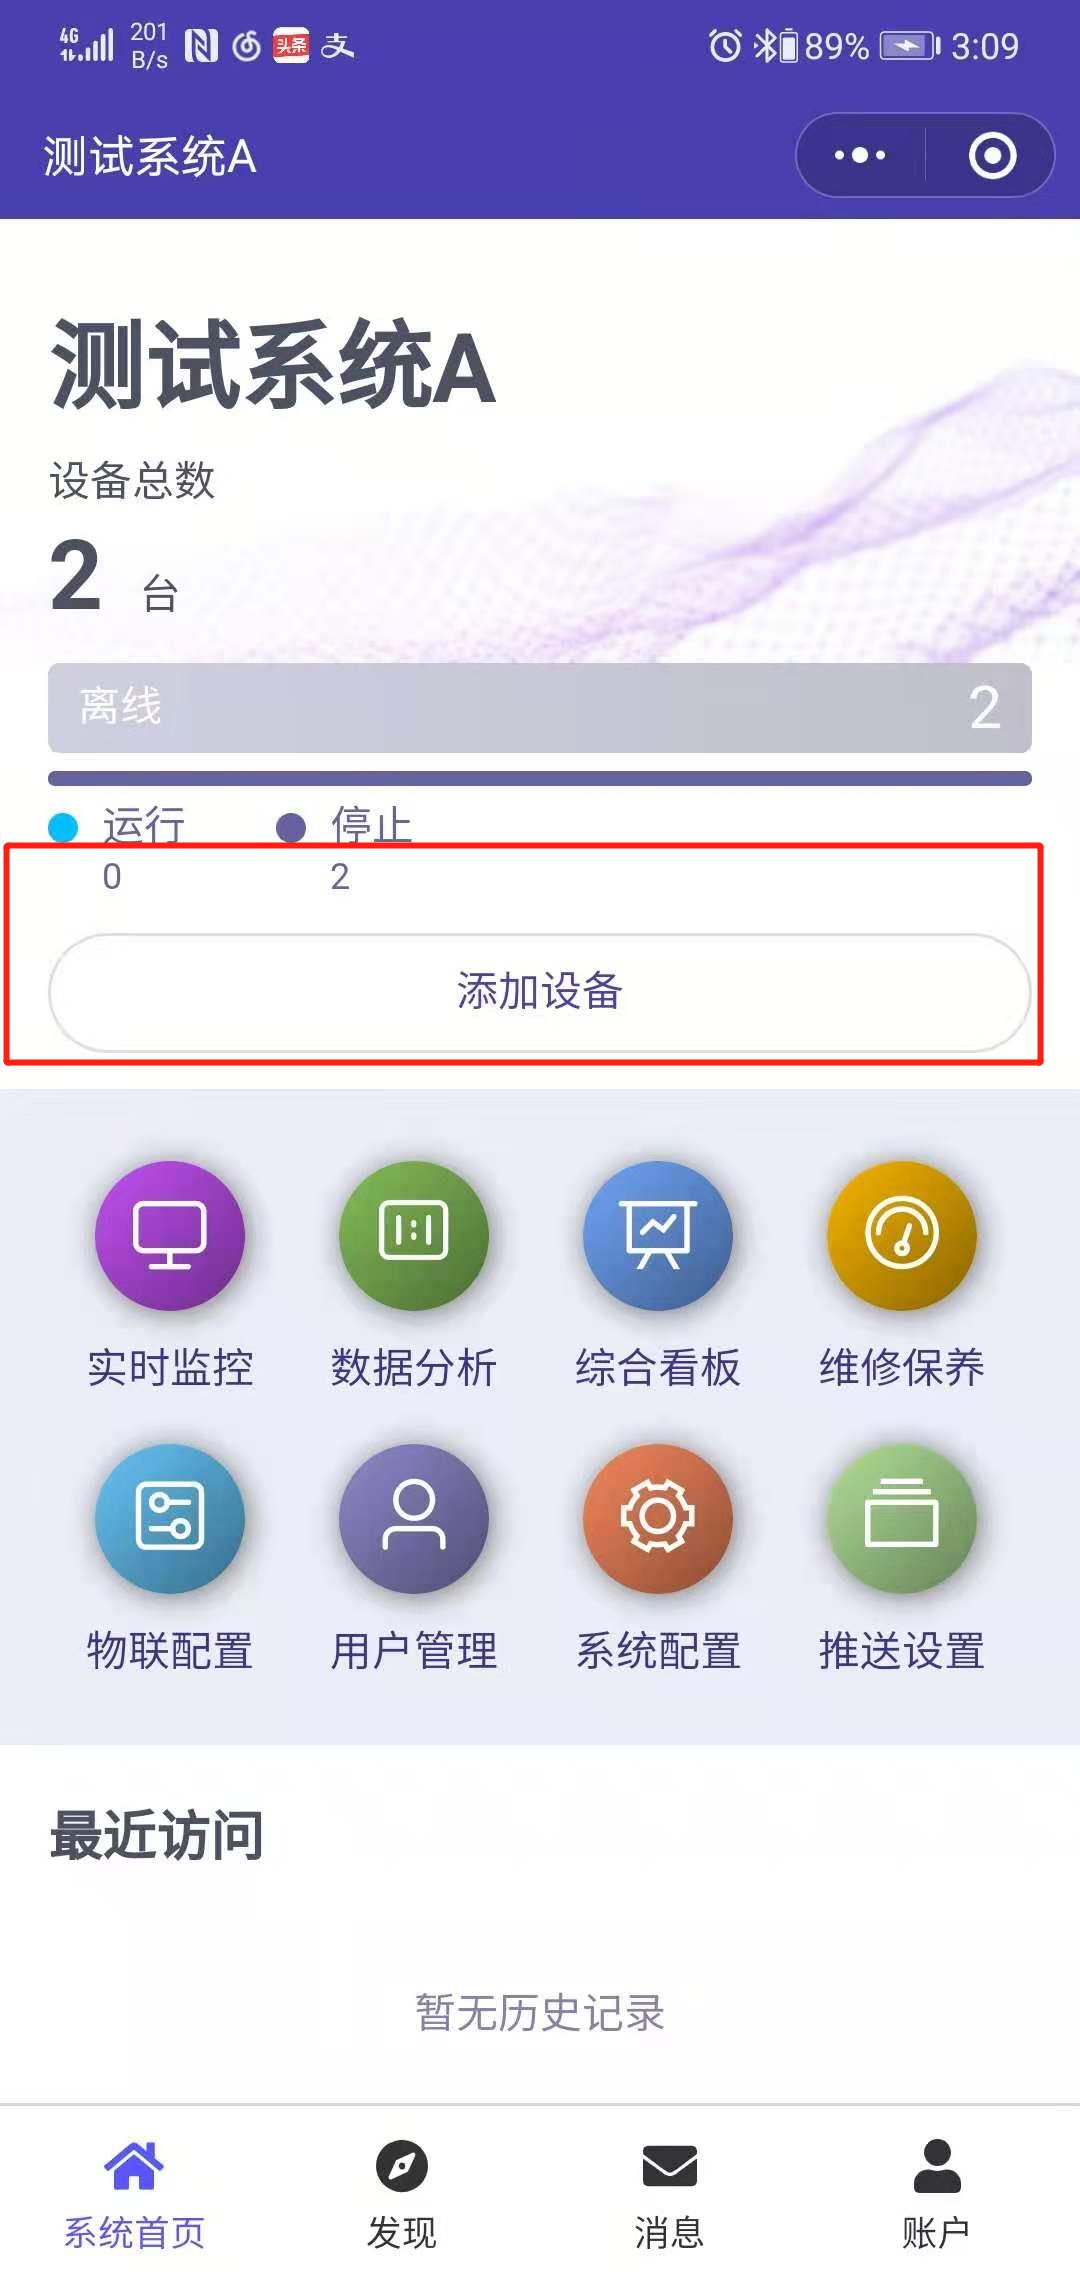 4G 201 B/s 头条 支 89% 3:09
测试系统A
测试系统A
设备总数
2 台
离线 2
运行 停止
0 2
添加设备
实时监控 数据分析 综合看板 维修保养
物联配置 用户管理 系统配置 推送设置
最近访问
暂无历史记录
系统首页 发现 消息 账户